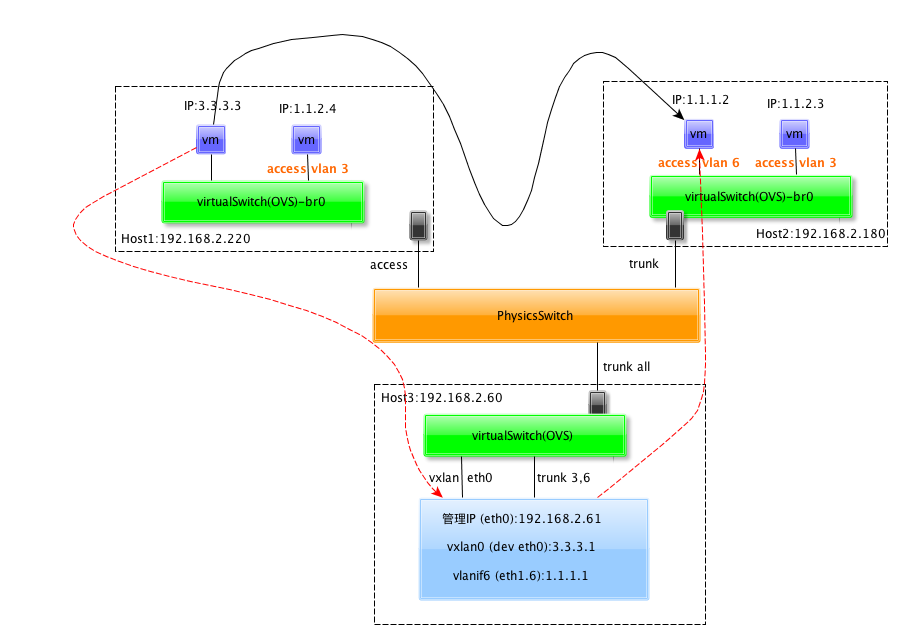 IP:3.3.3.3
IP:1.1.2.4
IP:1.1.1.2
IP:1.1.2.3
vm
vm
vm
vm
access vlan 3
access vlan 6
access vlan 3
virtualSwitch(OVS)-br0
virtualSwitch(OVS)-br0
Host1:192.168.2.220
Host2:192.168.2.180
access
trunk
PhysicsSwitch
trunk all
Host3:192.168.2.60
virtualSwitch(OVS)
vxlan eth0
trunk 3,6
管理IP (eth0):192.168.2.61
vxlan0 (dev eth0):3.3.3.1
vlanif6 (eth1.6):1.1.1.1